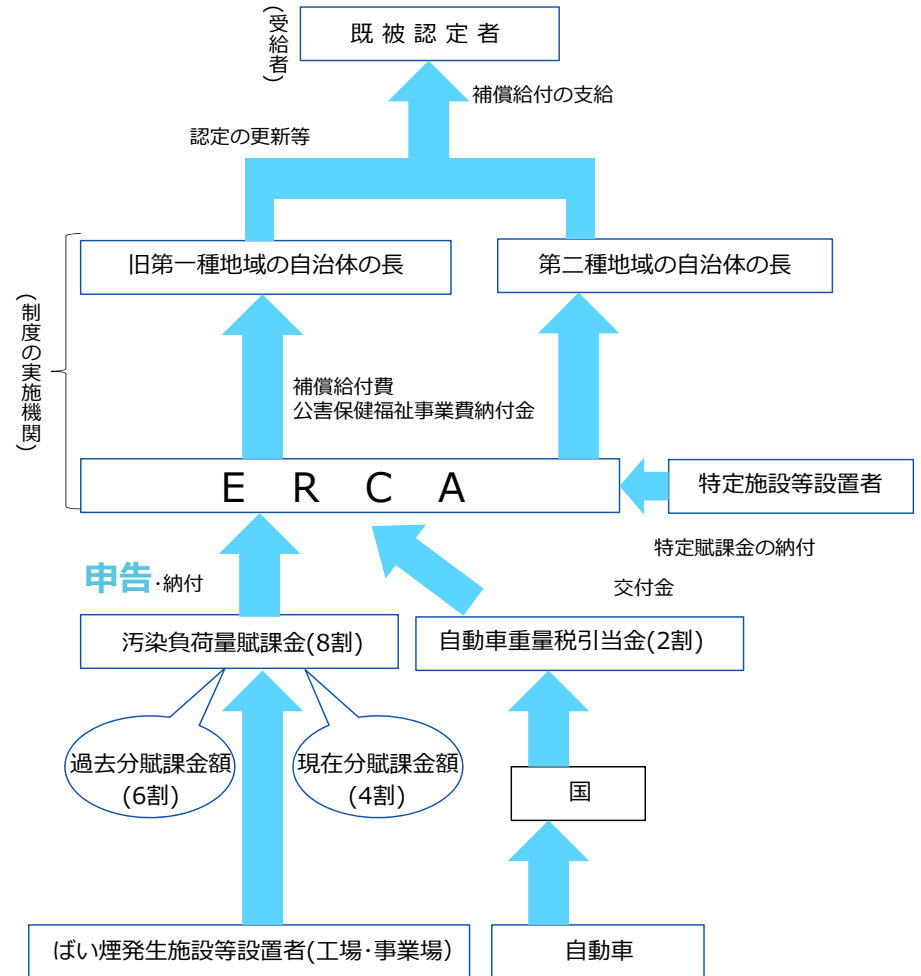 (受給者)
既 被 認 定 者
補償給付の支給
認定の更新等
旧第一種地域の自治体の長
第二種地域の自治体の長
(制度の実施機関)
補償給付費
公害保健福祉事業費納付金
E R C A
特定施設等設置者
特定賦課金の納付
申告・納付
交付金
汚染負荷量賦課金(8割)
自動車重量税引当金(2割)
過去分賦課金額
(6割)
現在分賦課金額
(4割)
国
ばい煙発生施設等設置者(工場・事業場)
自動車